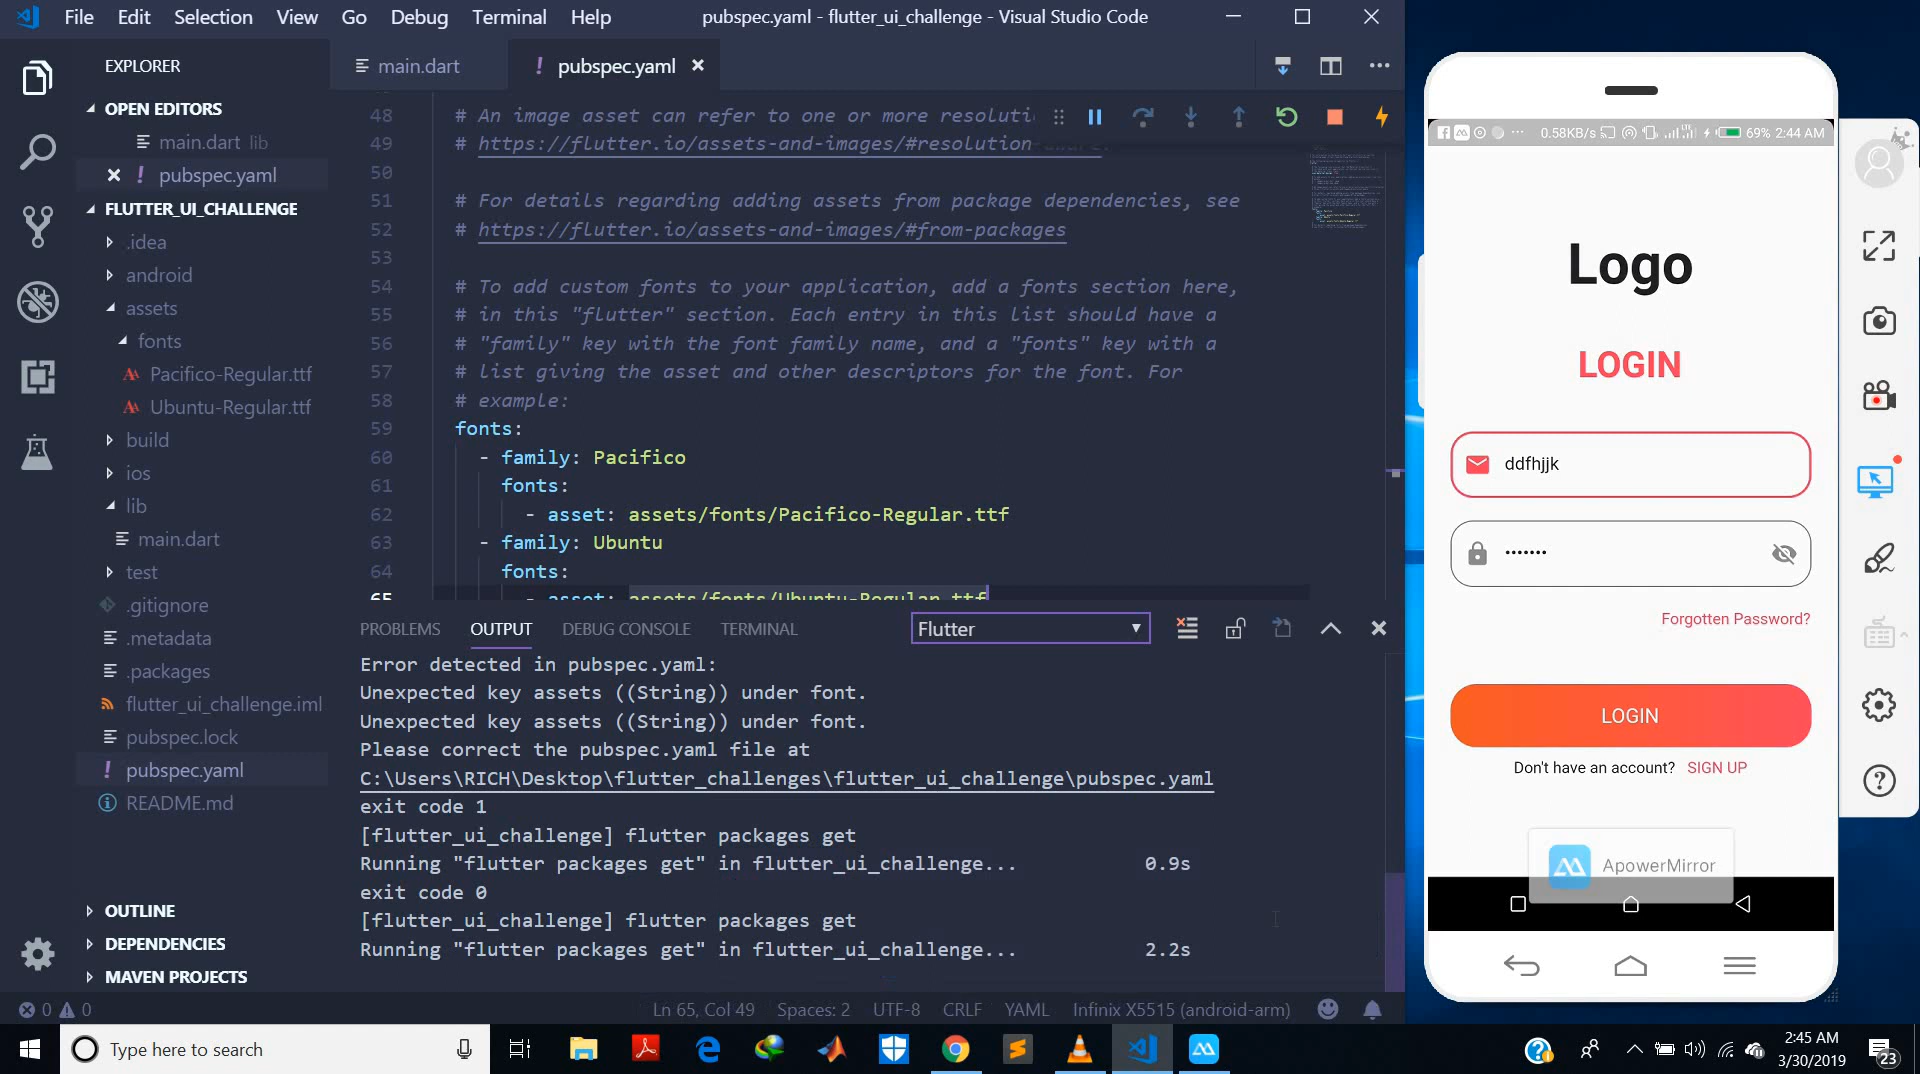 File Edit Selection View Go Debug Terminal Help
pubspec.yaml - flutter_ui_challenge - Visual Studio Code
EXPLORER
OPEN EDITORS
main.dart lib
pubspec.yaml
FLUTTER_UI_CHALLENGE
.idea
android
assets
fonts
Pacifico-Regular.ttf
Ubuntu-Regular.ttf
build
ios
lib
main.dart
test
.gitignore
.metadata
.packages
flutter_ui_challenge.iml
pubspec.lock
pubspec.yaml
README.md
OUTLINE
DEPENDENCIES
MAVEN PROJECTS
main.dart
pubspec.yaml
48 # An image asset can refer to one or more resoluti
49 # https://flutter.io/assets-and-images/#resolution
50
51 # For details regarding adding assets from package dependencies, see
52 # https://flutter.io/assets-and-images/#from-packages
53
54 # To add custom fonts to your application, add a fonts section here,
55 # in this "flutter" section. Each entry in this list should have a
56 # "family" key with the font family name, and a "fonts" key with a
57 # list giving the asset and other descriptors for the font. For
58 # example:
59 fonts:
60 - family: Pacifico
61 fonts:
62 - asset: assets/fonts/Pacifico-Regular.ttf
63 - family: Ubuntu
64 fonts:
65 - asset: assets/fonts/Ubuntu-Regular.ttf
PROBLEMS OUTPUT DEBUG CONSOLE TERMINAL
Flutter
Error detected in pubspec.yaml:
Unexpected key assets ((String)) under font.
Unexpected key assets ((String)) under font.
Please correct the pubspec.yaml file at
C:\Users\RICH\Desktop\flutter_challenges\flutter_ui_challenge\pubspec.yaml
exit code 1
[flutter_ui_challenge] flutter packages get
Running "flutter packages get" in flutter_ui_challenge... 0.9s
exit code 0
[flutter_ui_challenge] flutter packages get
Running "flutter packages get" in flutter_ui_challenge... 2.2s
0 0
Ln 65, Col 49 Spaces: 2 UTF-8 CRLF YAML Infinix X5515 (android-arm)
0.58KB/s 69% 2:44 AM
Logo
LOGIN
ddfhjjk
•••••••
Forgotten Password?
LOGIN
Don't have an account? SIGN UP
ApowerMirror
Type here to search
2:45 AM
3/30/2019
23